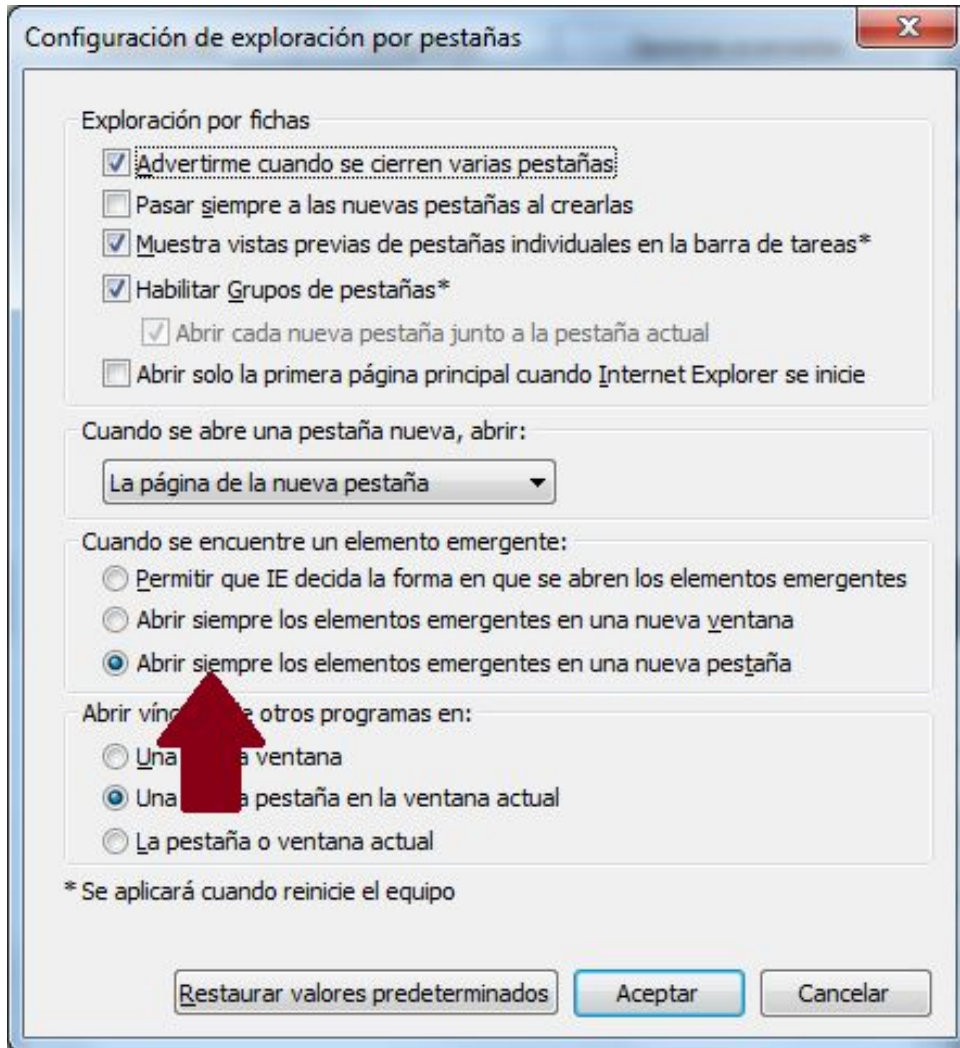 Configuración de exploración por pestañas
Exploración por fichas
Advertirme cuando se cierren varias pestañas
Pasar siempre a las nuevas pestañas al crearlas
Muestra vistas previas de pestañas individuales en la barra de tareas*
Habilitar Grupos de pestañas*
Abrir cada nueva pestaña junto a la pestaña actual
Abrir solo la primera página principal cuando Internet Explorer se inicie
Cuando se abre una pestaña nueva, abrir:
La página de la nueva pestaña
Cuando se encuentre un elemento emergente:
Permitir que IE decida la forma en que se abren los elementos emergentes
Abrir siempre los elementos emergentes en una nueva ventana
Abrir siempre los elementos emergentes en una nueva pestaña
Abrir otros programas en:
Una ventana
Una pestaña en la ventana actual
La pestaña o ventana actual
* Se aplicará cuando reinicie el equipo
Restaurar valores predeterminados
Aceptar
Cancelar